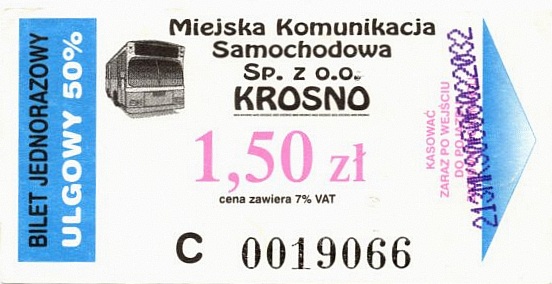 BILET JEDNORAZOWY
ULGOWY 50%
Miejska Komunikacja
Samochodowa
Sp. z o.o.
KROSNO
1,50 zł
cena zawiera 7% VAT
C 0019066
KASOWAĆ
ZARAZ PO WEJŚCIU
DO